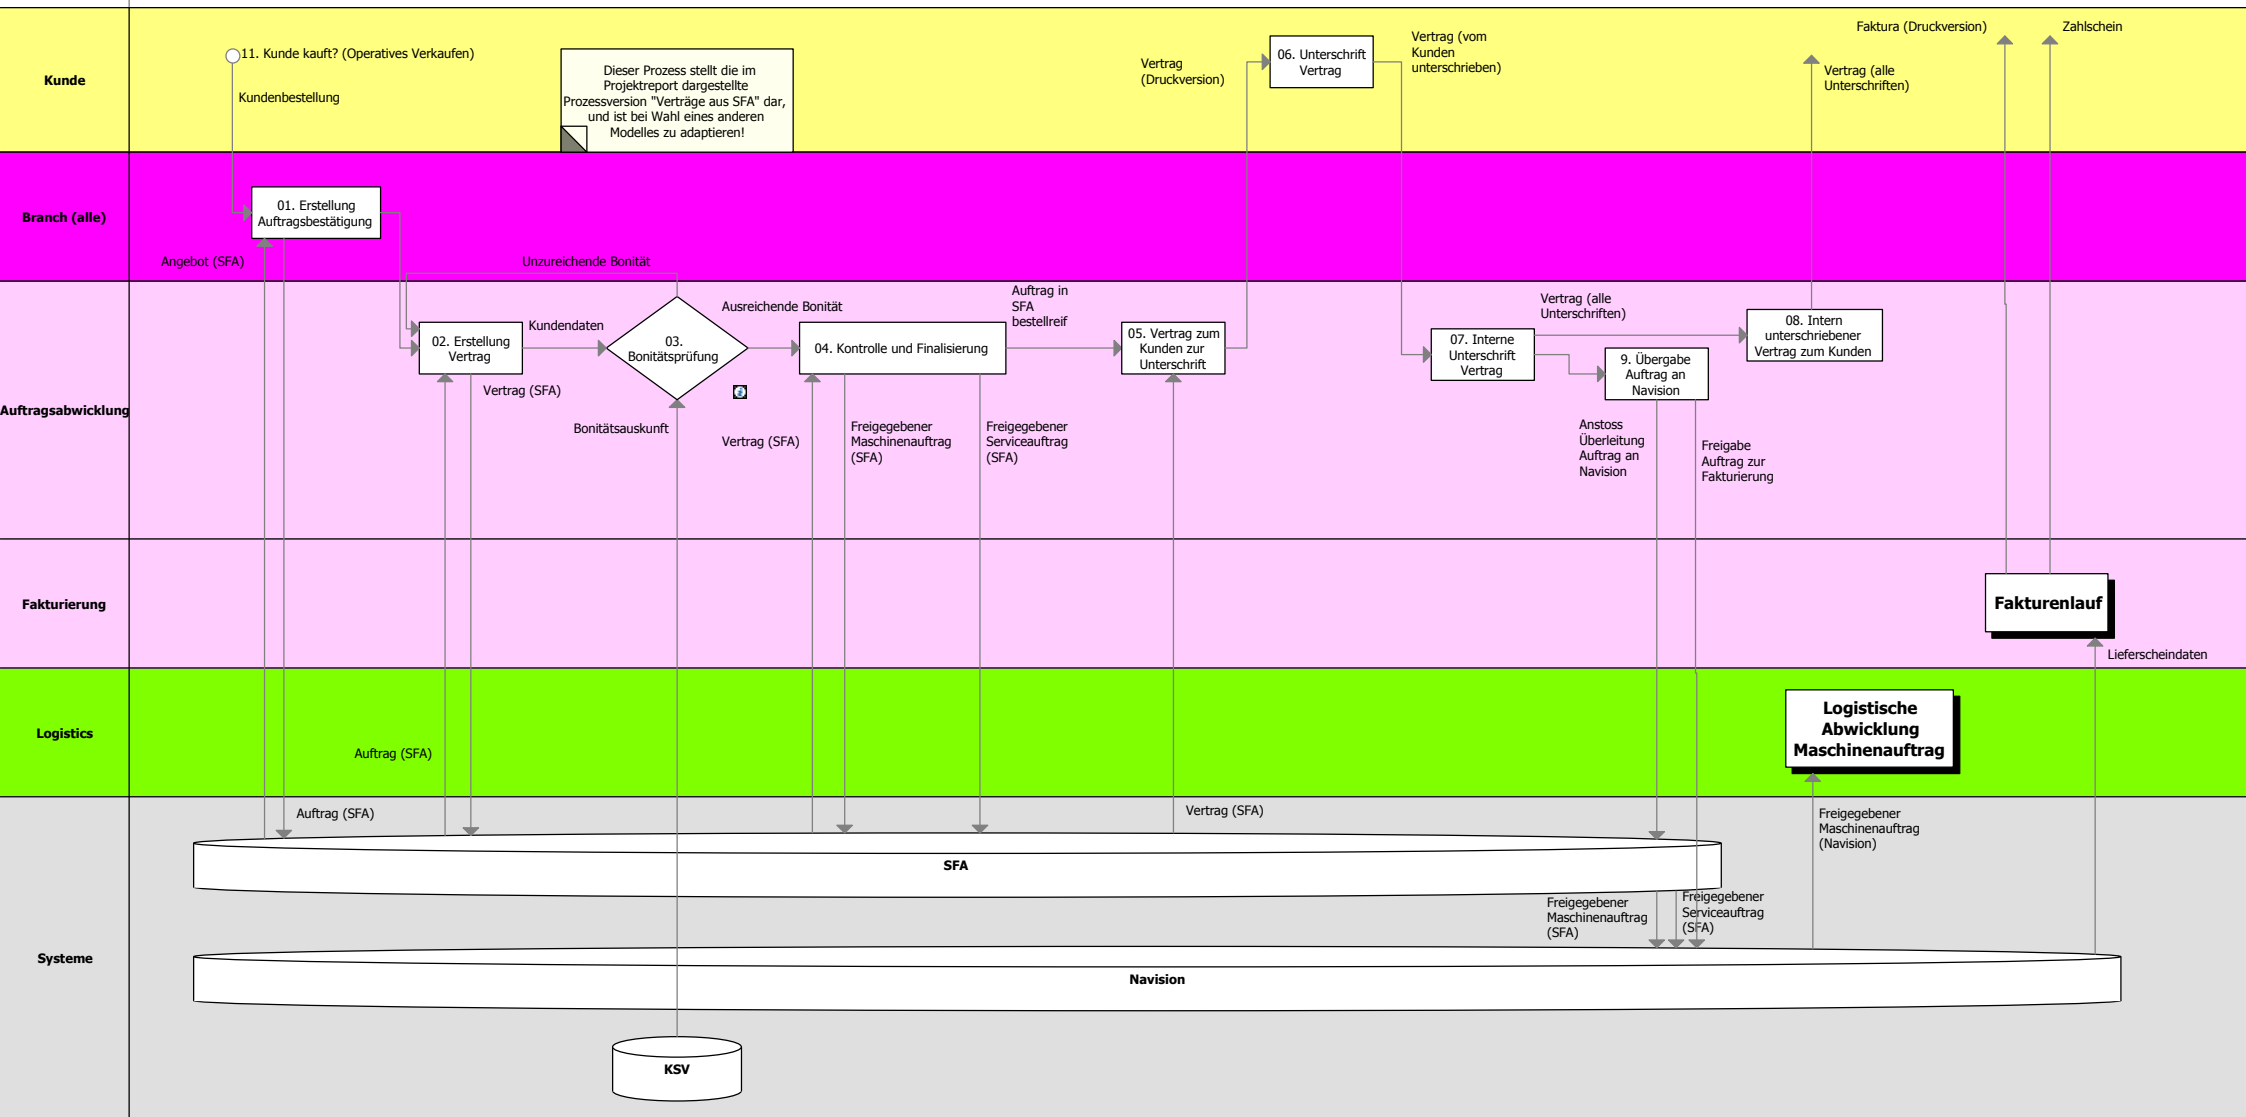 Kunde
11. Kunde kauft? (Operatives Verkaufen)
Kundenbestellung
Dieser Prozess stellt die im
Projektreport dargestellte
Prozessversion "Verträge aus SFA" dar,
und ist bei Wahl eines anderen
Modelles zu adaptieren!
Vertrag
(Druckversion)
06. Unterschrift
Vertrag
Vertrag (vom
Kunden
unterschrieben)
Vertrag (alle
Unterschriften)
Faktura (Druckversion)
Zahlschein
Branch (alle)
01. Erstellung
Auftragsbestätigung
Angebot (SFA)
Unzureichende Bonität
Auftragsabwicklung
02. Erstellung
Vertrag
Kundendaten
Vertrag (SFA)
03.
Bonitätsprüfung
Bonitätsauskunft
Ausreichende Bonität
04. Kontrolle und Finalisierung
Vertrag (SFA)
Freigegebener
Maschinenauftrag
(SFA)
Freigegebener
Serviceauftrag
(SFA)
Auftrag in
SFA
bestellreif
05. Vertrag zum
Kunden zur
Unterschrift
07. Interne
Unterschrift
Vertrag
Vertrag (alle
Unterschriften)
9. Übergabe
Auftrag an
Navision
08. Intern
unterschriebener
Vertrag zum Kunden
Anstoss
Überleitung
Auftrag an
Navision
Freigabe
Auftrag zur
Fakturierung
Fakturierung
Fakturenlauf
Lieferscheindaten
Logistics
Auftrag (SFA)
Logistische
Abwicklung
Maschinenauftrag
Systeme
Auftrag (SFA)
Vertrag (SFA)
Freigegebener
Maschinenauftrag
(Navision)
SFA
Freigegebener
Maschinenauftrag
(SFA)
Freigegebener
Serviceauftrag
(SFA)
Navision
KSV